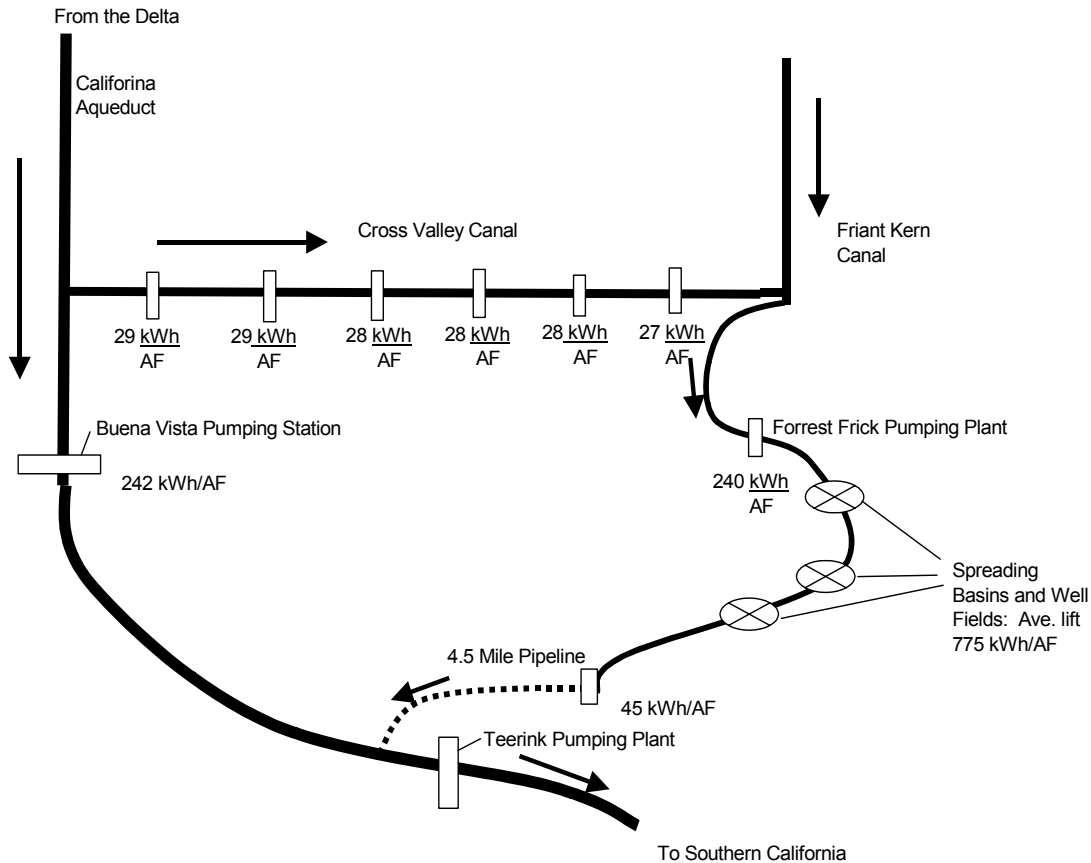 From the Delta
Califorina
Aqueduct
Cross Valley Canal
Friant Kern
Canal
29 kWh
AF
29 kWh
AF
28 kWh
AF
28 kWh
AF
28 kWh
AF
27 kWh
AF
Buena Vista Pumping Station
242 kWh/AF
Forrest Frick Pumping Plant
240 kWh
AF
Spreading
Basins and Well
Fields: Ave. lift
775 kWh/AF
4.5 Mile Pipeline
45 kWh/AF
Teerink Pumping Plant
To Southern California